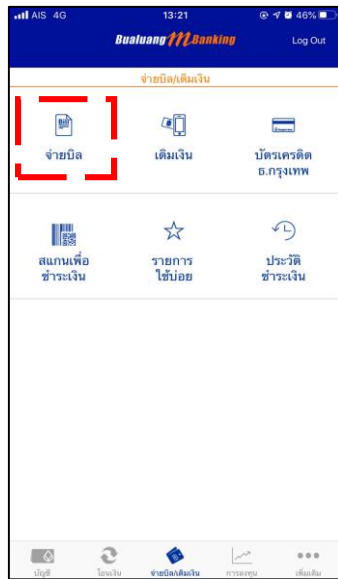 AIS 4G 13:21 46%
Bualuang mBanking Log Out
จ่ายบิล/เติมเงิน
Bill
จ่ายบิล
เติมเงิน
บัตรเครดิต
ธ.กรุงเทพ
สแกนเพื่อ
ชำระเงิน
รายการ
ใช้บ่อย
ประวัติ
ชำระเงิน
บัญชี โอนเงิน จ่ายบิล/เติมเงิน การลงทุน เพิ่มเติม